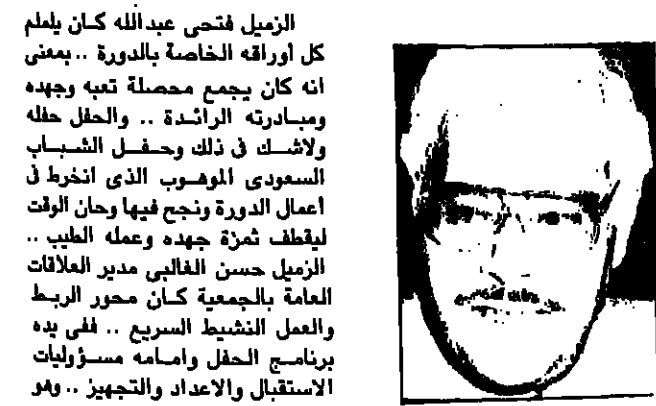 الزميل فتحى عبدالله كان يلملم
كل أوراقه الخاصة بالدورة .. بمعنى
انه كان يجمع محصلة تعبه وجهده
ومبادرته الرائدة .. والحفل حفله
ولاشك فى ذلك وحفل الشباب
السعودى الموهوب الذى انخرط فى
أعمال الدورة ونجح فيها وحان الوقت
ليقطف ثمرة جهده وعمله الطيب ..
الزميل حسن الغالبي مدير العلاقات
العامة بالجمعية كان محور الربط
والعمل النشيط السريع .. ففى يده
برنامج الحفل وامامه مسؤوليات
الاستقبال والاعداد والتجهيز .. وهو